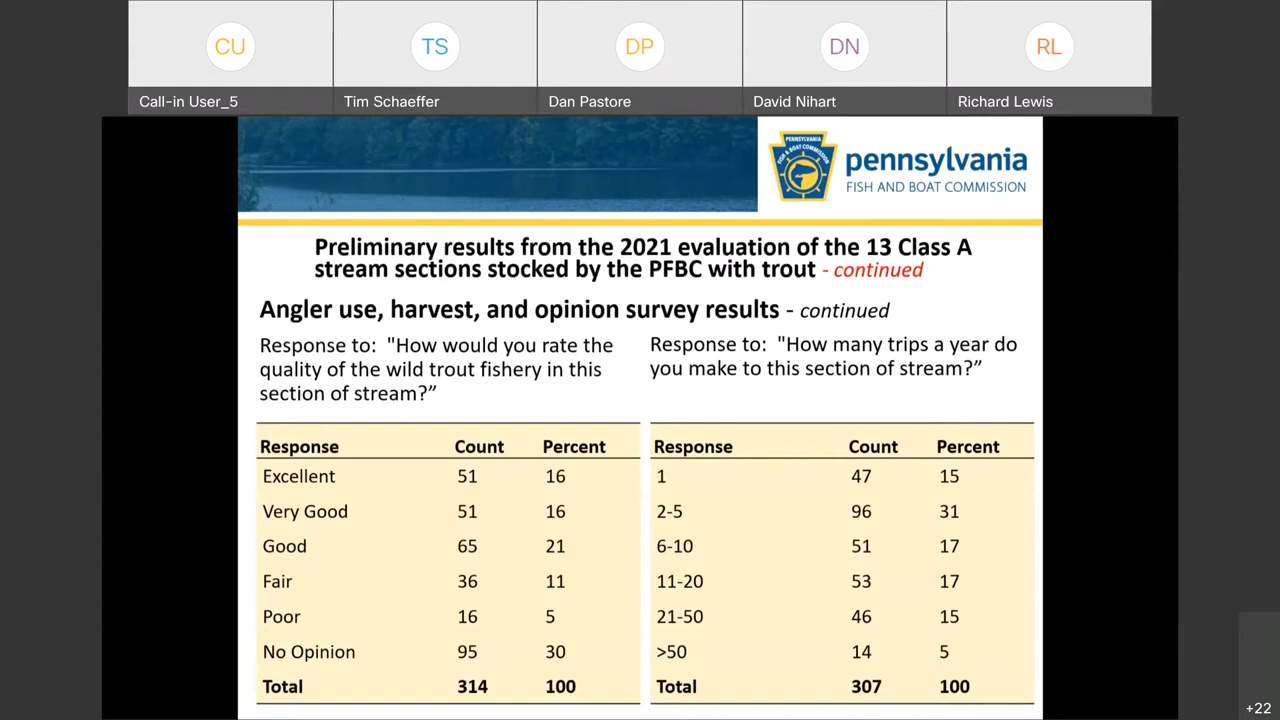 CU
TS
DP
DN
RL
Call-in User_5
Tim Schaeffer
Dan Pastore
David Nihart
Richard Lewis
PENNSYLVANIA
FISH & BOAT COMMISSION
pennsylvania
FISH AND BOAT COMMISSION
Preliminary results from the 2021 evaluation of the 13 Class A
stream sections stocked by the PFBC with trout - continued
Angler use, harvest, and opinion survey results - continued
Response to: "How would you rate the
quality of the wild trout fishery in this
section of stream?”
Response to: "How many trips a year do
you make to this section of stream?”
Response Count Percent
Excellent 51 16
Very Good 51 16
Good 65 21
Fair 36 11
Poor 16 5
No Opinion 95 30
Total 314 100
Response Count Percent
1 47 15
2-5 96 31
6-10 51 17
11-20 53 17
21-50 46 15
>50 14 5
Total 307 100
+22